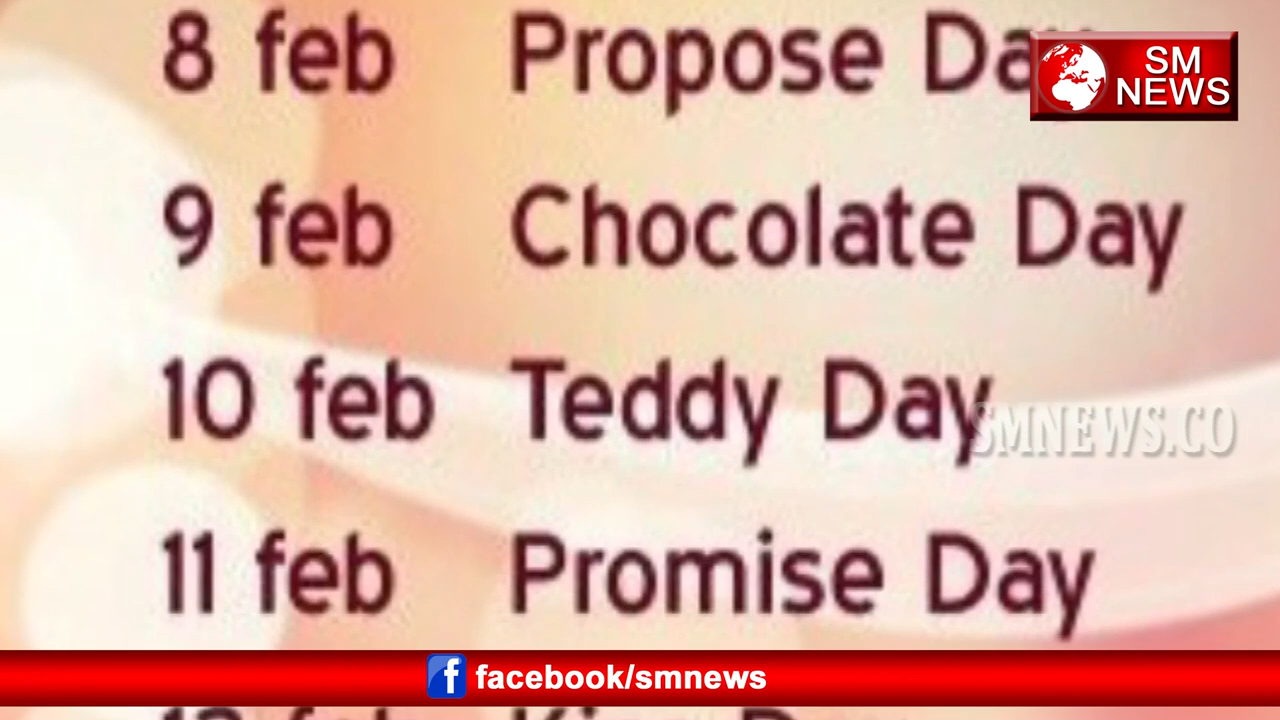 8 feb Propose Day
SM
NEWS
9 feb Chocolate Day
10 feb Teddy Day
SMNEWS.CO
11 feb Promise Day
f facebook/smnews